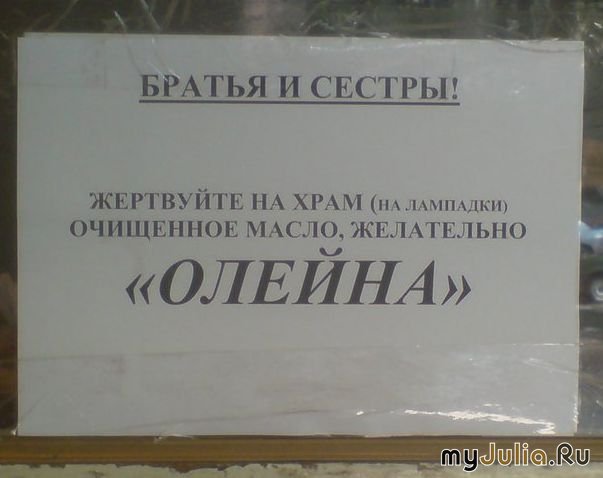 БРАТЬЯ И СЕСТРЫ!
ЖЕРТВУЙТЕ НА ХРАМ (НА ЛАМПАДКИ)
ОЧИЩЕННОЕ МАСЛО, ЖЕЛАТЕЛЬНО
«ОЛЕЙНА»
myJulia.Ru